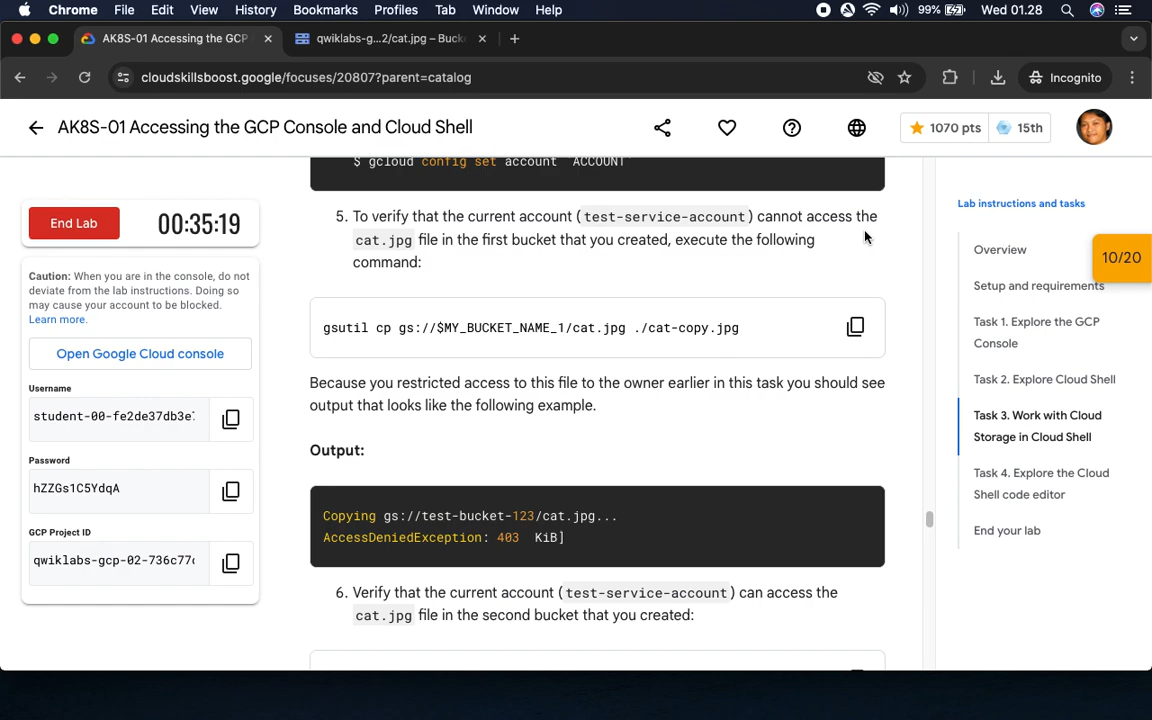 Chrome File Edit View History Bookmarks Profiles Tab Window Help 99% Wed 01.28
AK8S-01 Accessing the GCP
qwiklabs-g...2/cat.jpg – Buck
cloudskillsboost.google/focuses/20807?parent=catalog
Incognito
AK8S-01 Accessing the GCP Console and Cloud Shell
1070 pts
15th
End Lab
00:35:19
Caution: When you are in the console, do not
deviate from the lab instructions. Doing so
may cause your account to be blocked.
Learn more.
Open Google Cloud console
Username
student-00-fe2de37db3e
Password
hZZGs1C5YdqA
GCP Project ID
qwiklabs-gcp-02-736c77
$ gcloud config set account `ACCOUNT`
5. To verify that the current account (test-service-account) cannot access the
cat.jpg file in the first bucket that you created, execute the following
command:
gsutil cp gs://$MY_BUCKET_NAME_1/cat.jpg ./cat-copy.jpg
Because you restricted access to this file to the owner earlier in this task you should see
output that looks like the following example.
Output:
Copying gs://test-bucket-123/cat.jpg...
AccessDeniedException: 403 KiB]
6. Verify that the current account (test-service-account) can access the
cat.jpg file in the second bucket that you created:
Lab instructions and tasks
10/20
Overview
Setup and requirements
Task 1. Explore the GCP
Console
Task 2. Explore Cloud Shell
Task 3. Work with Cloud
Storage in Cloud Shell
Task 4. Explore the Cloud
Shell code editor
End your lab